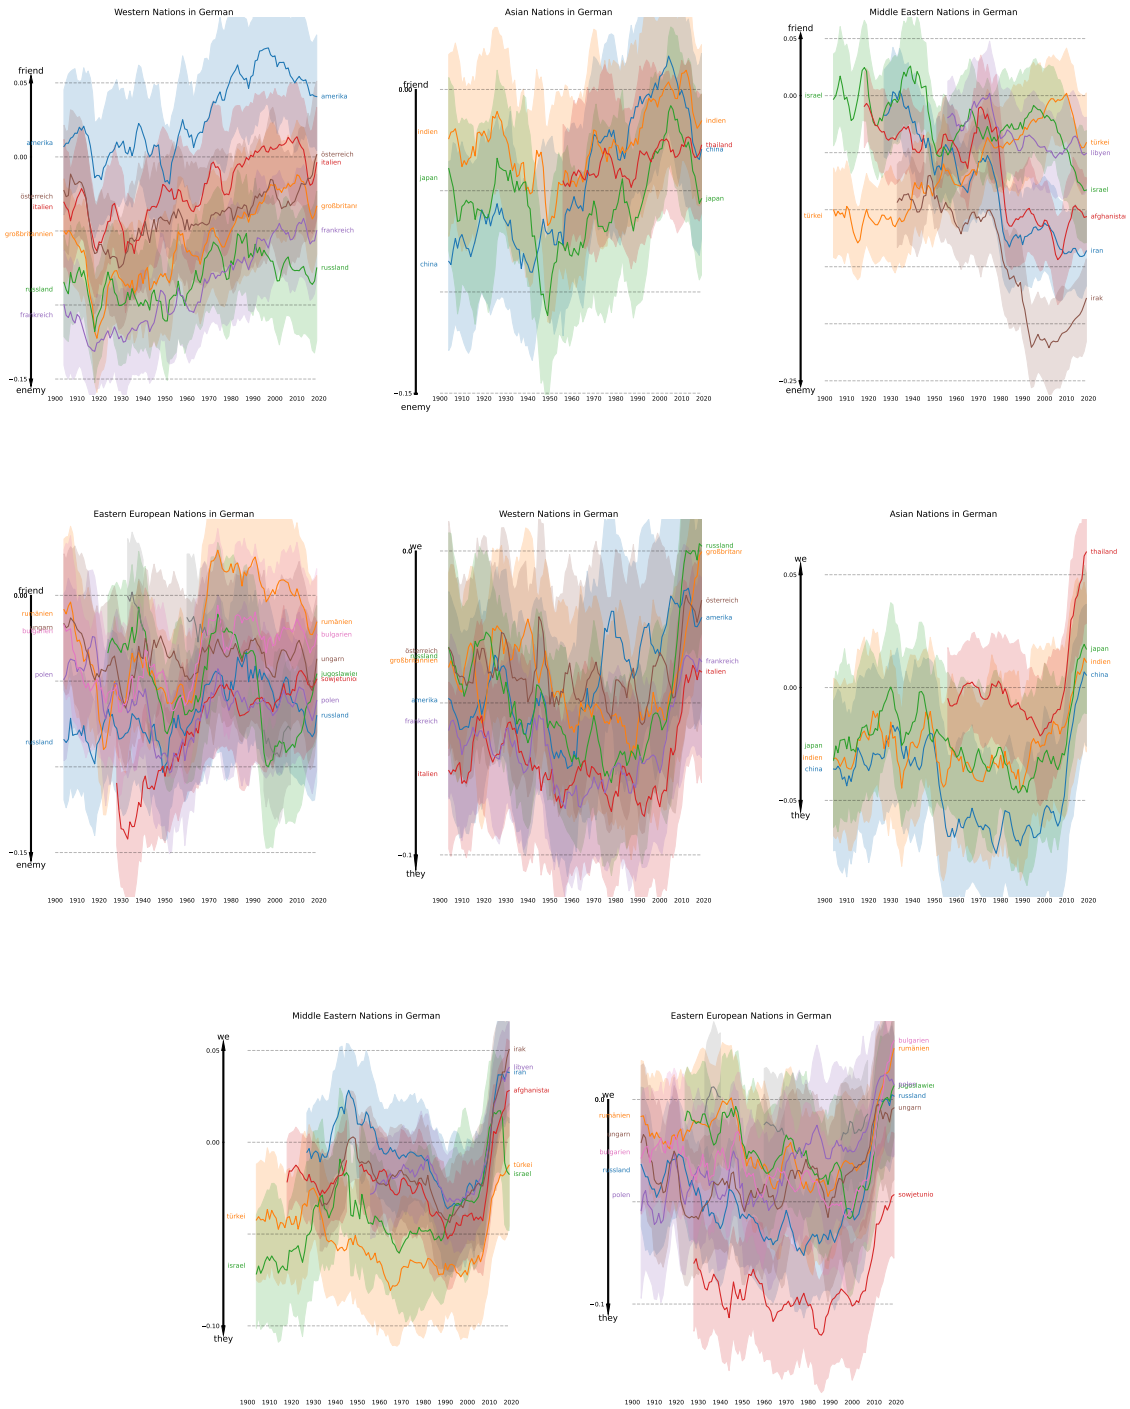 Western Nations in German
friend
0.05
0.00
−0.15
enemy
amerika
österreich
italien
großbritannien
russland
frankreich
amerika
österreich
italien
großbritani
frankreich
russland
1900 1910 1920 1930 1940 1950 1960 1970 1980 1990 2000 2010 2020
Asian Nations in German
friend
0.00
−0.15
enemy
indien
japan
china
indien
thailand
china
japan
1900 1910 1920 1930 1940 1950 1960 1970 1980 1990 2000 2010 2020
Middle Eastern Nations in German
friend
0.05
0.00
−0.25
enemy
israel
türkei
türkei
libyen
israel
afghanista
iran
irak
1900 1910 1920 1930 1940 1950 1960 1970 1980 1990 2000 2010 2020
Eastern European Nations in German
friend
0.00
−0.15
enemy
rumänien
ungarn
bulgarien
polen
russland
rumänien
bulgarien
ungarn
jugoslawien
sowjetunio
polen
russland
1900 1910 1920 1930 1940 1950 1960 1970 1980 1990 2000 2010 2020
Western Nations in German
we
0.0
−0.1
they
österreich
russland
großbritannien
amerika
frankreich
italien
russland
großbritani
österreich
amerika
frankreich
italien
1900 1910 1920 1930 1940 1950 1960 1970 1980 1990 2000 2010 2020
Asian Nations in German
we
0.05
0.00
−0.05
they
japan
indien
china
thailand
japan
indien
china
1900 1910 1920 1930 1940 1950 1960 1970 1980 1990 2000 2010 2020
Middle Eastern Nations in German
we
0.05
0.00
−0.10
they
türkei
israel
irak
libyen
iran
afghanista
türkei
israel
1900 1910 1920 1930 1940 1950 1960 1970 1980 1990 2000 2010 2020
Eastern European Nations in German
we
0.0
−0.1
they
rumänien
ungarn
bulgarien
russland
polen
bulgarien
rumänien
polen
jugoslawien
russland
ungarn
sowjetunio
1900 1910 1920 1930 1940 1950 1960 1970 1980 1990 2000 2010 2020